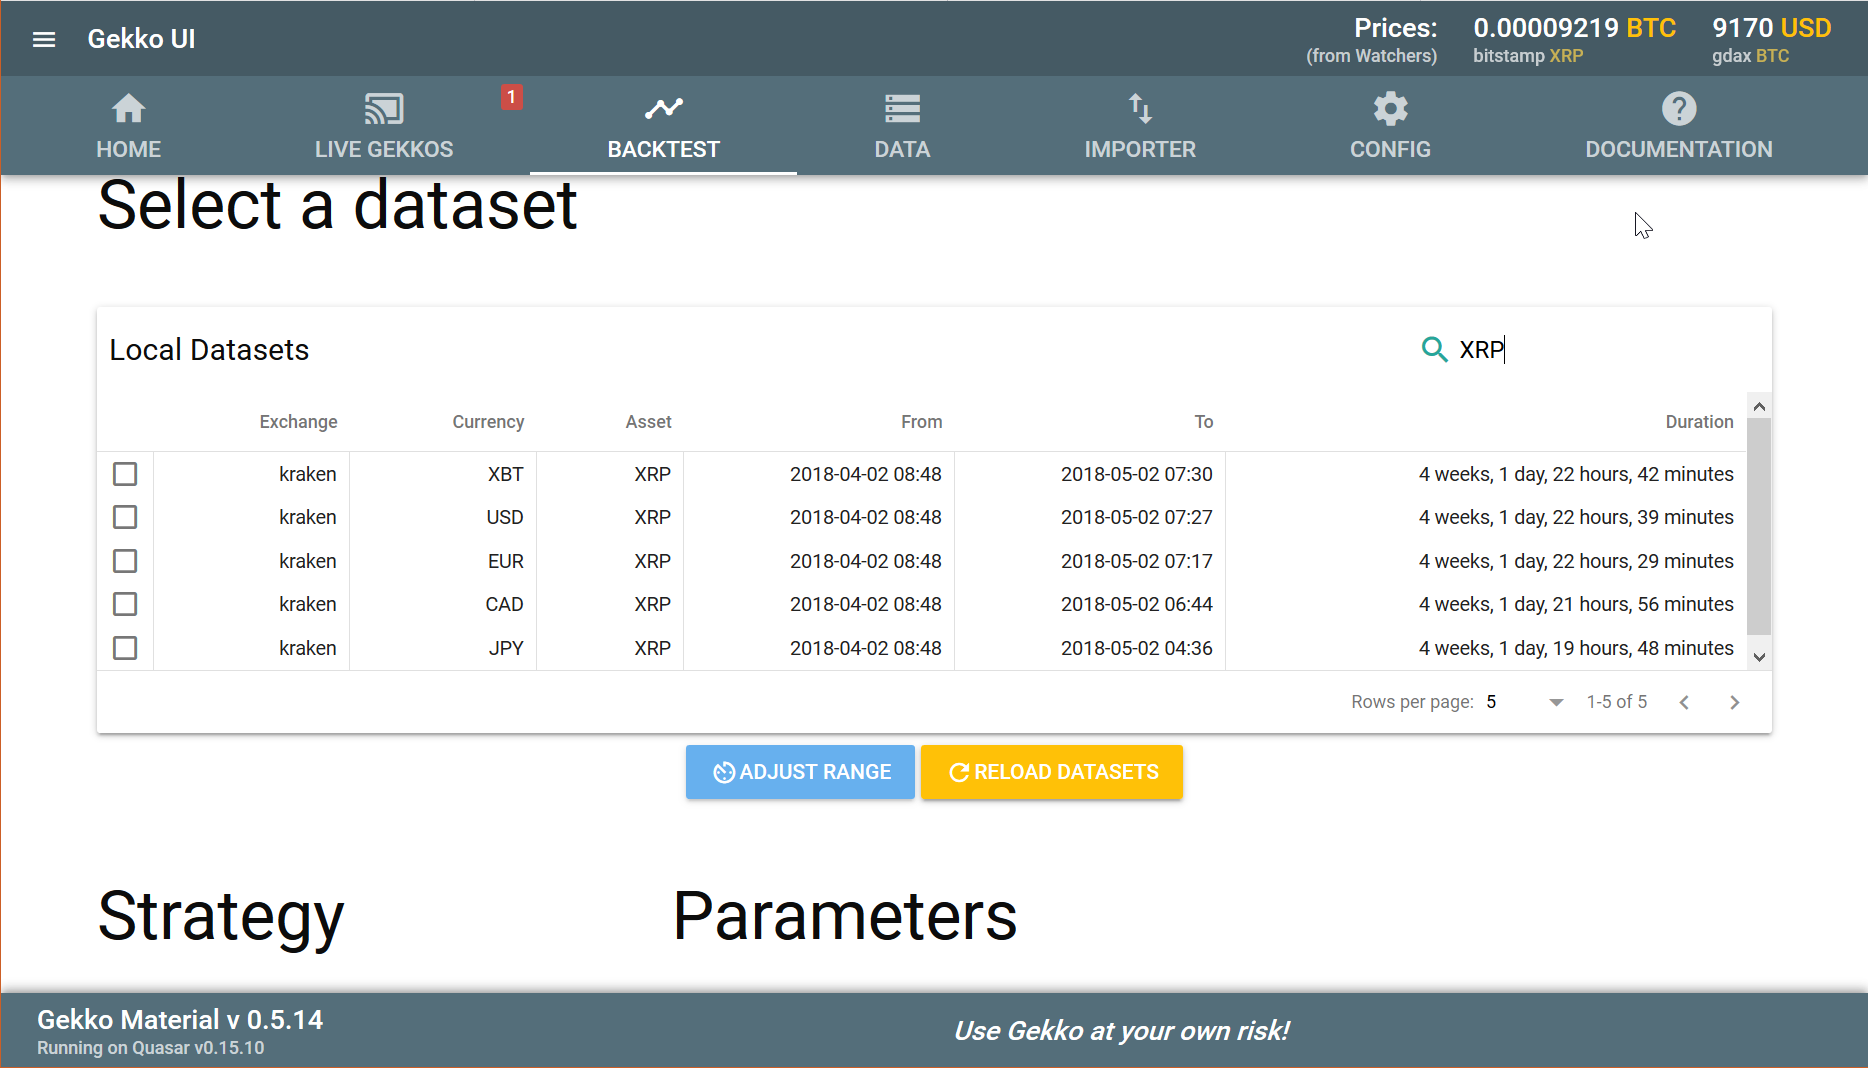 Gekko UI
Prices: 0.00009219 BTC 9170 USD
(from Watchers) bitstamp XRP gdax BTC
1
HOME LIVE GEKKOS BACKTEST DATA IMPORTER CONFIG DOCUMENTATION
Select a dataset
Local Datasets XRP
Exchange Currency Asset From To Duration
kraken XBT XRP 2018-04-02 08:48 2018-05-02 07:30 4 weeks, 1 day, 22 hours, 42 minutes
kraken USD XRP 2018-04-02 08:48 2018-05-02 07:27 4 weeks, 1 day, 22 hours, 39 minutes
kraken EUR XRP 2018-04-02 08:48 2018-05-02 07:17 4 weeks, 1 day, 22 hours, 29 minutes
kraken CAD XRP 2018-04-02 08:48 2018-05-02 06:44 4 weeks, 1 day, 21 hours, 56 minutes
kraken JPY XRP 2018-04-02 08:48 2018-05-02 04:36 4 weeks, 1 day, 19 hours, 48 minutes
Rows per page: 5 1-5 of 5
ADJUST RANGE RELOAD DATASETS
Strategy Parameters
Gekko Material v 0.5.14
Running on Quasar v0.15.10
Use Gekko at your own risk!